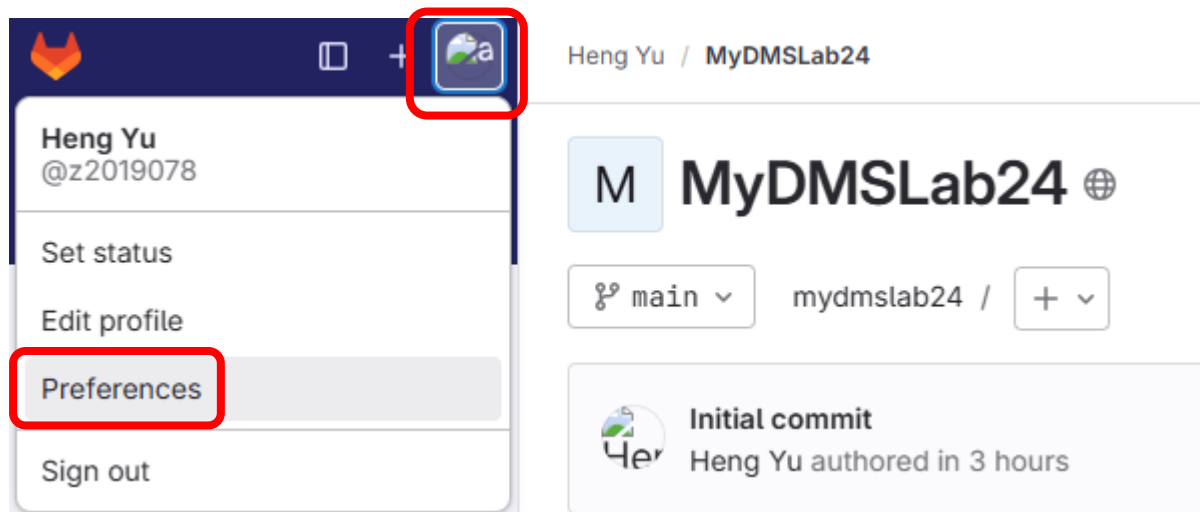 a
Heng Yu / MyDMSLab24
Heng Yu
@z2019078
Set status
Edit profile
Preferences
Sign out
M MyDMSLab24
main
mydmslab24 /
Initial commit
Her
Heng Yu authored in 3 hours